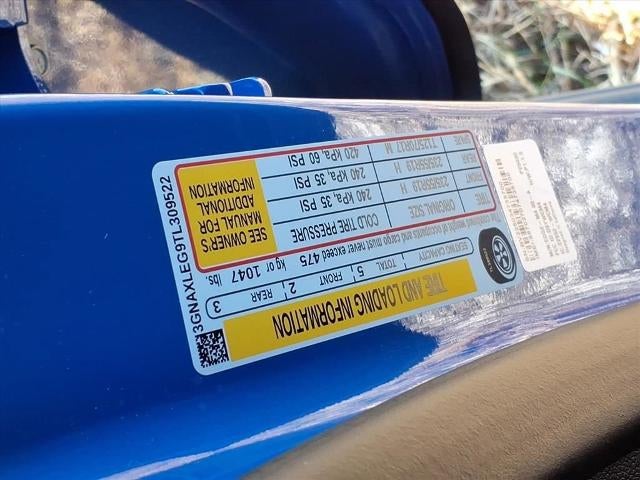 TIRE AND LOADING INFORMATION
SEATING CAPACITY TOTAL 5 FRONT 2 REAR 3
The combined weight of occupants and cargo must never exceed 475 kg or 1047 lbs.
TIRE ORIGINAL SIZE COLD TIRE PRESSURE
FRONT 235/55R19 H 240 kPa, 35 PSI
REAR 235/55R19 H 240 kPa, 35 PSI
SPARE T125/70R17 M 420 kPa, 60 PSI
SEE OWNER'S
MANUAL FOR
ADDITIONAL
INFORMATION
3GNAXLEG9TL309522